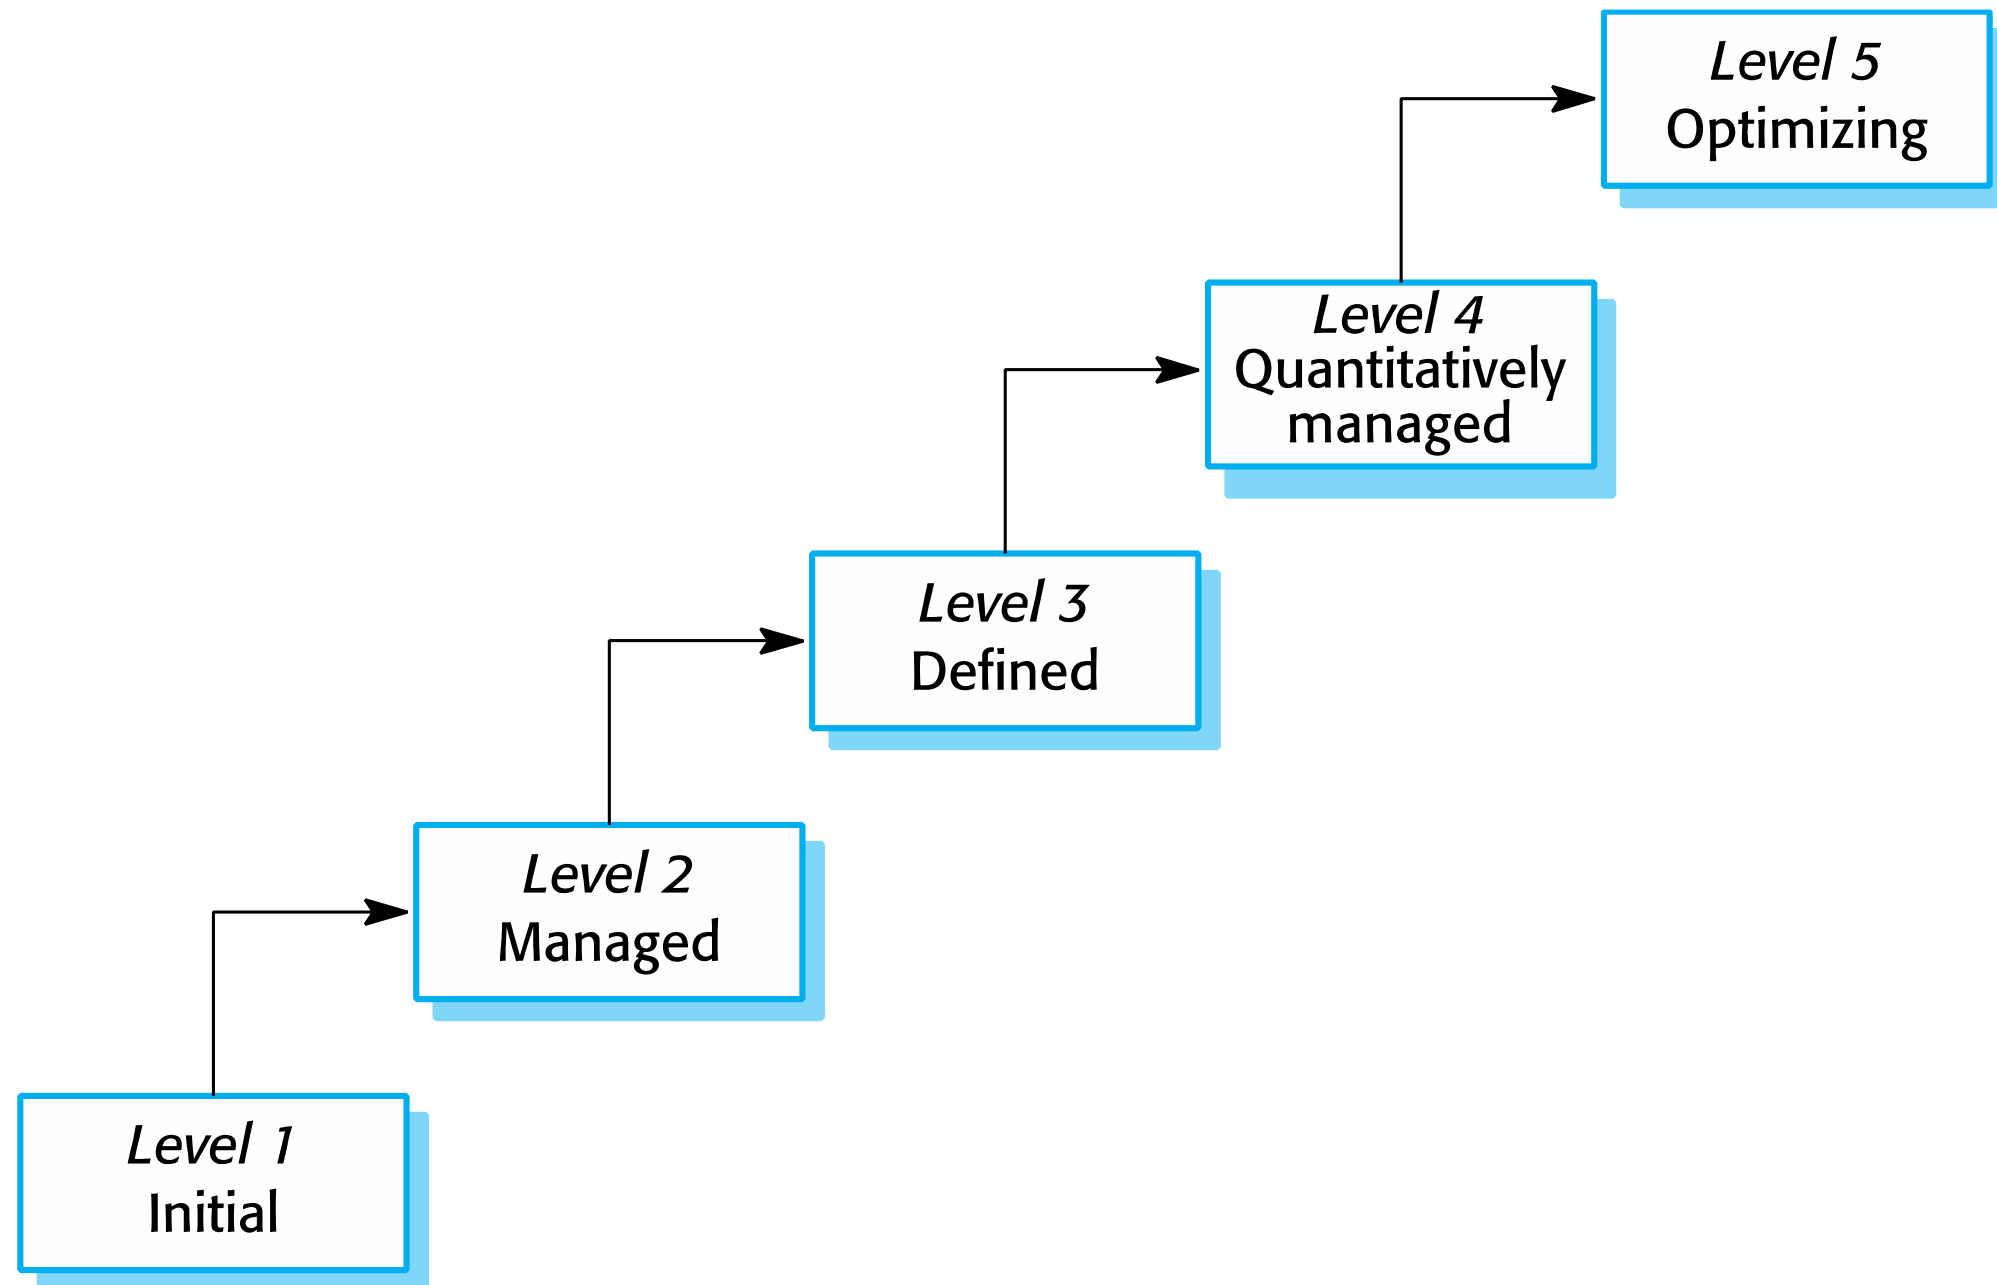 Level 5
Optimizing
Level 4
Quantitatively
managed
Level 3
Defined
Level 2
Managed
Level 1
Initial